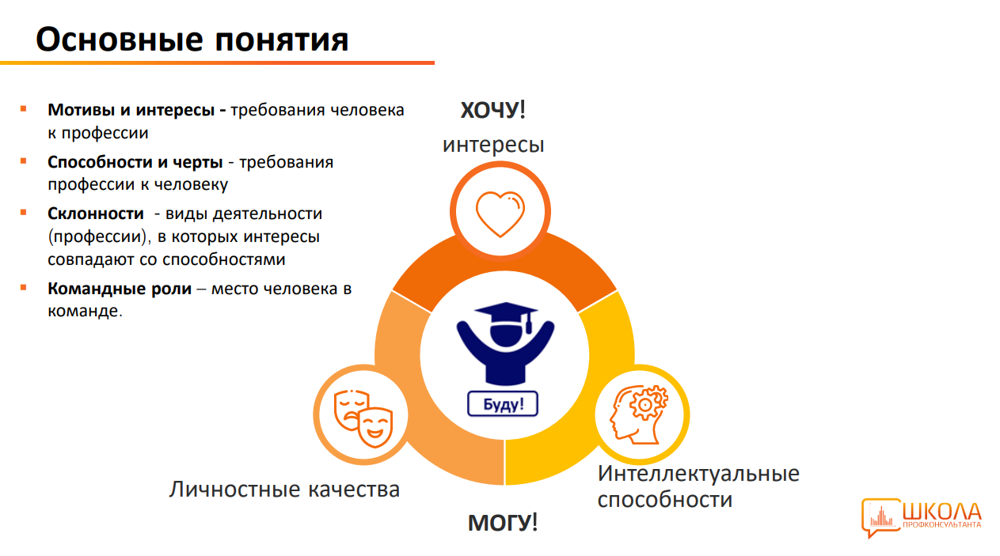 Основные понятия
Мотивы и интересы - требования человека
к профессии
Способности и черты - требования
профессии к человеку
Склонности - виды деятельности
(профессии), в которых интересы
совпадают со способностями
Командные роли – место человека в
команде.
ХОЧУ!
интересы
Буду!
Личностные качества
Интеллектуальные
способности
МОГУ!
ШКОЛА
ПРОФКОНСУЛЬТАНТА